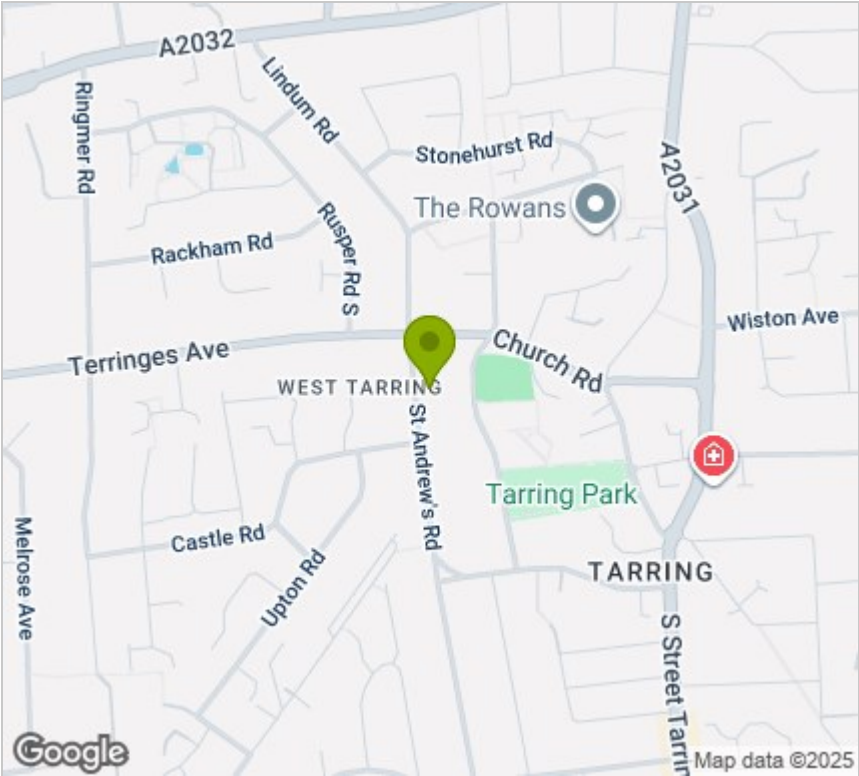 A2032
Lindum Rd
Ringmer Rd
Stonehurst Rd
A2031
The Rowans
Rusper Rd S
Rackham Rd
Wiston Ave
Church Rd
Terringes Ave
WEST TARRING
St Andrew's Rd
Tarring Park
Castle Rd
Melrose Ave
Upton Rd
TARRING
S Street Tarrin
Google
Map data ©2025